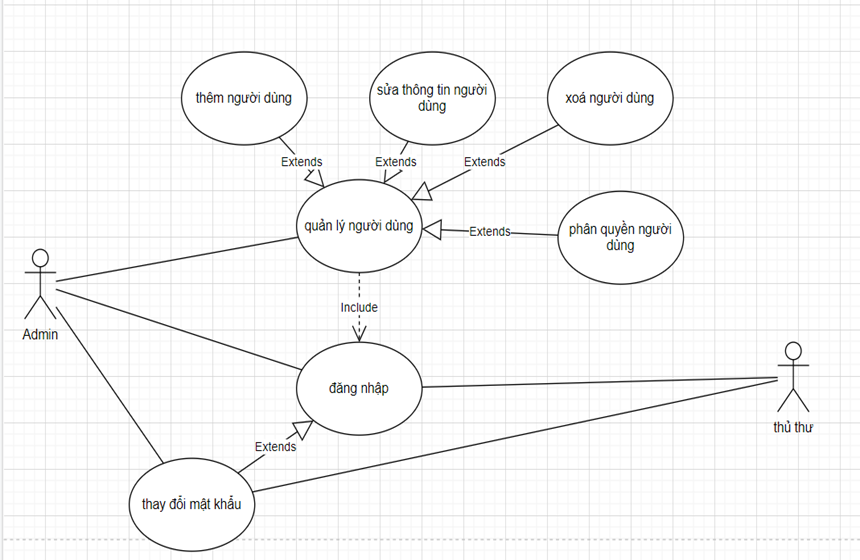 thêm người dùng
sửa thông tin người
dùng
xoá người dùng
Extends
Extends
Extends
quản lý người dùng
Extends
phân quyền người
dùng
Include
Admin
đăng nhập
thủ thư
Extends
thay đổi mật khẩu